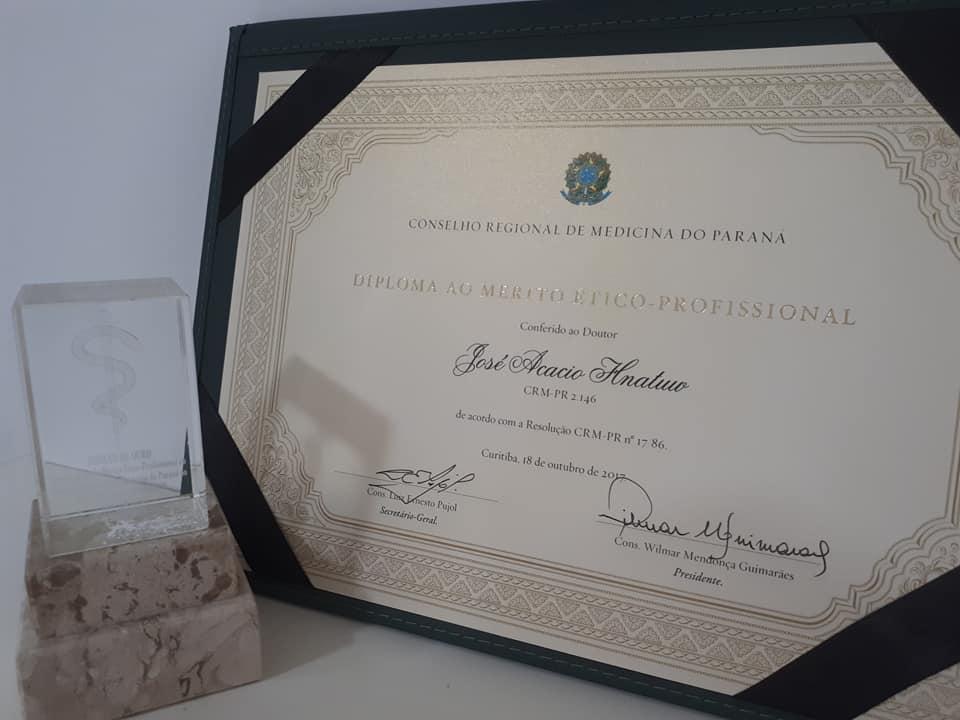 CONSELHO REGIONAL DE MEDICINA DO PARANÁ
DIPLOMA AO MÉRITO ÉTICO-PROFISSIONAL
Conferido ao Doutor
José Acacio Hnatuw
CRM-PR 2.146
de acordo com a Resolução CRM-PR nº 17/86.
Curitiba, 18 de outubro de 2017
Cons. Luiz Ernesto Pujol
Secretário-Geral.
Wilmar M Guimarães
Cons. Wilmar Mendonça Guimarães
Presidente.